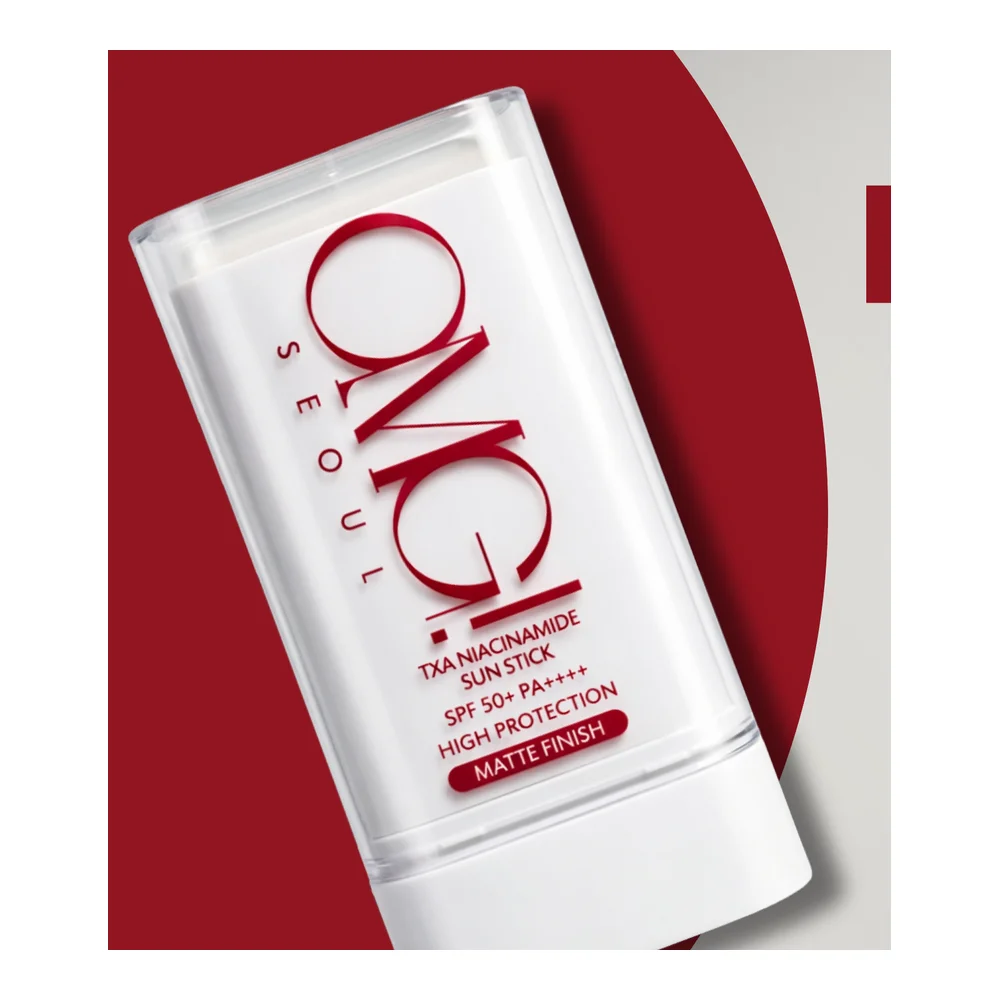 OMG!
SEOUL
TXA NIACINAMIDE
SUN STICK
SPF 50+ PA++++
HIGH PROTECTION
MATTE FINISH